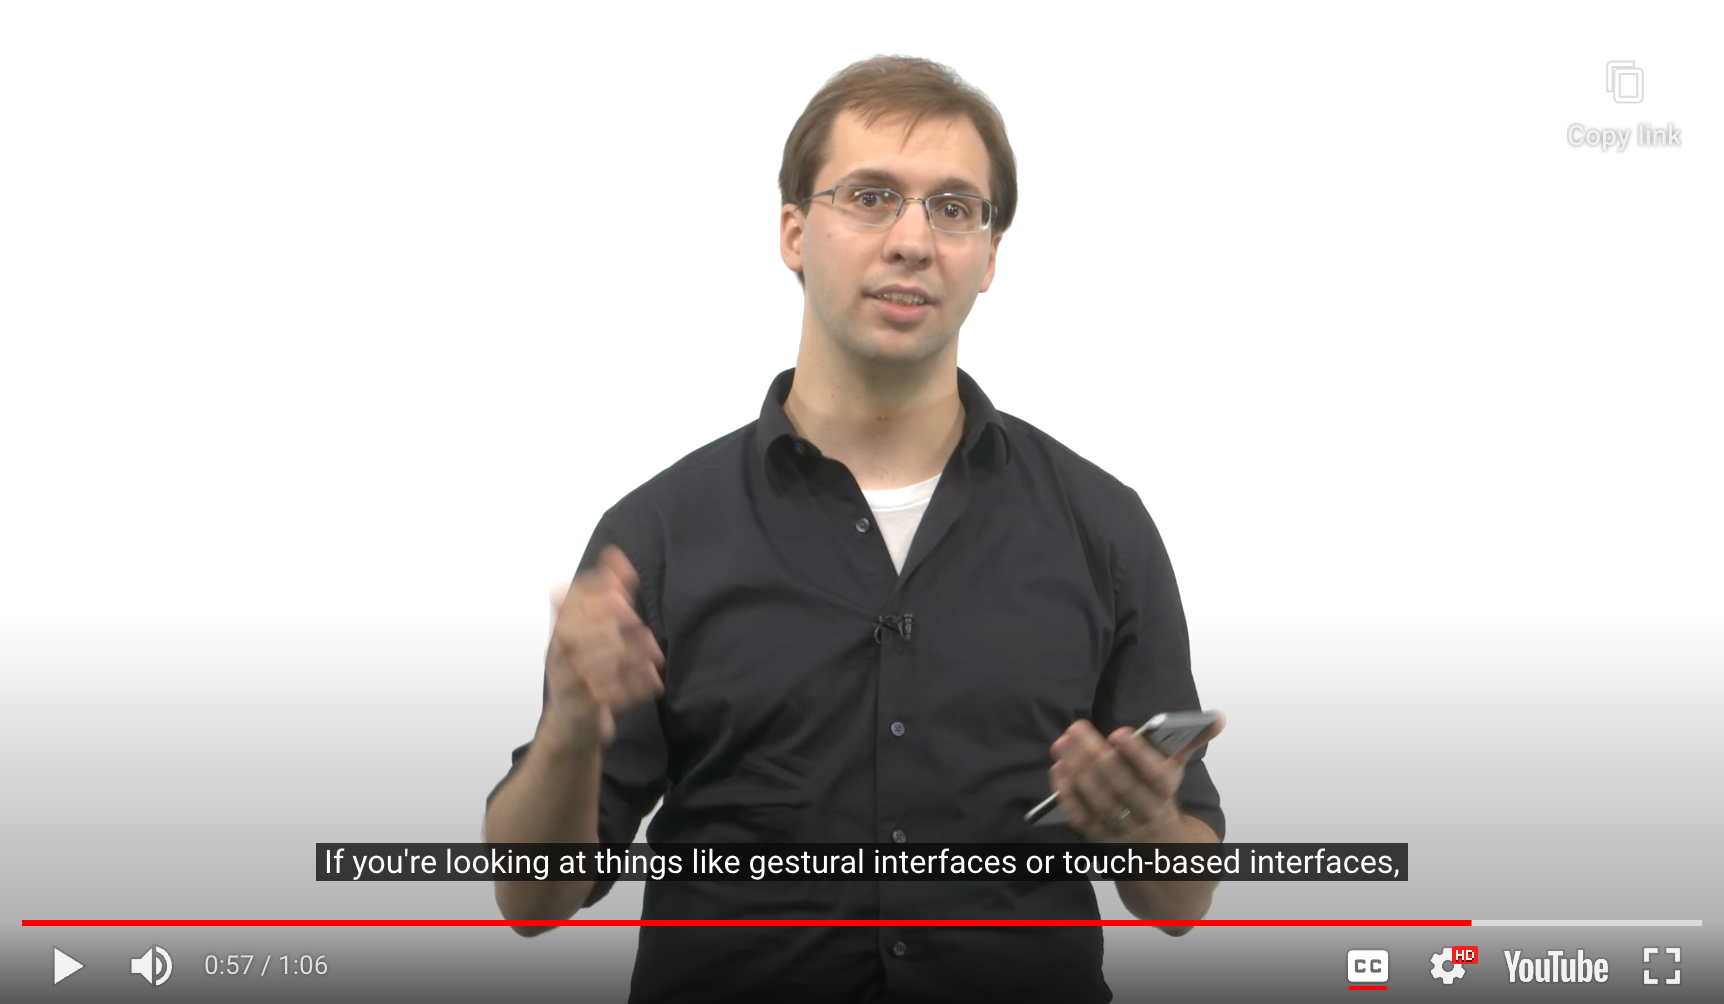 Copy link
If you're looking at things like gestural interfaces or touch-based interfaces,
0:57 / 1:06
CC
HD
YouTube